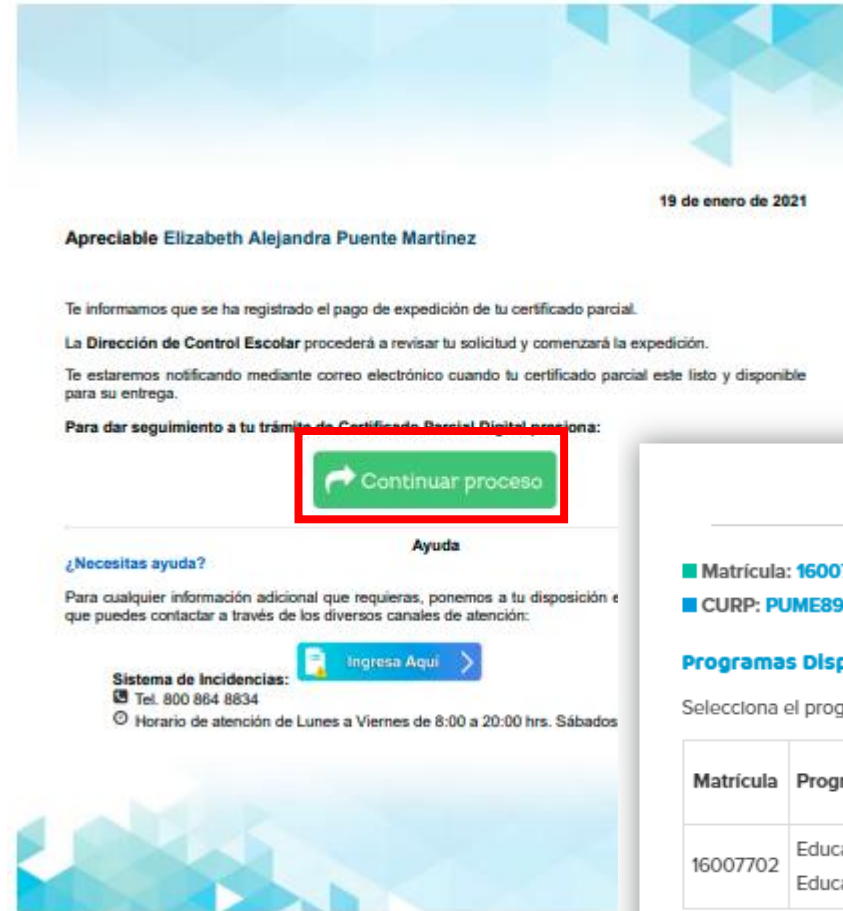 19 de enero de 2021
Apreciable Elizabeth Alejandra Puente Martínez
Te informamos que se ha registrado el pago de expedición de tu certificado parcial.
La Dirección de Control Escolar procederá a revisar tu solicitud y comenzará la expedición.
Te estaremos notificando mediante correo electrónico cuando tu certificado parcial este listo y disponible
para su entrega.
Para dar seguimiento a tu trámite de Certificado Parcial Digital presiona:
Continuar proceso
Ayuda
¿Necesitas ayuda?
Para cualquier información adicional que requieras, ponemos a tu disposición
que puedes contactar a través de los diversos canales de atención:
Sistema de Incidencias: Ingresa Aquí
Tel. 800 864 8834
Horario de atención de Lunes a Viernes de 8:00 a 20:00 hrs. Sábados
Matrícula: 1600
CURP: PUME89
Programas Disp
Selecciona el prog
Matrícula Progr
16007702 Educa
Educa